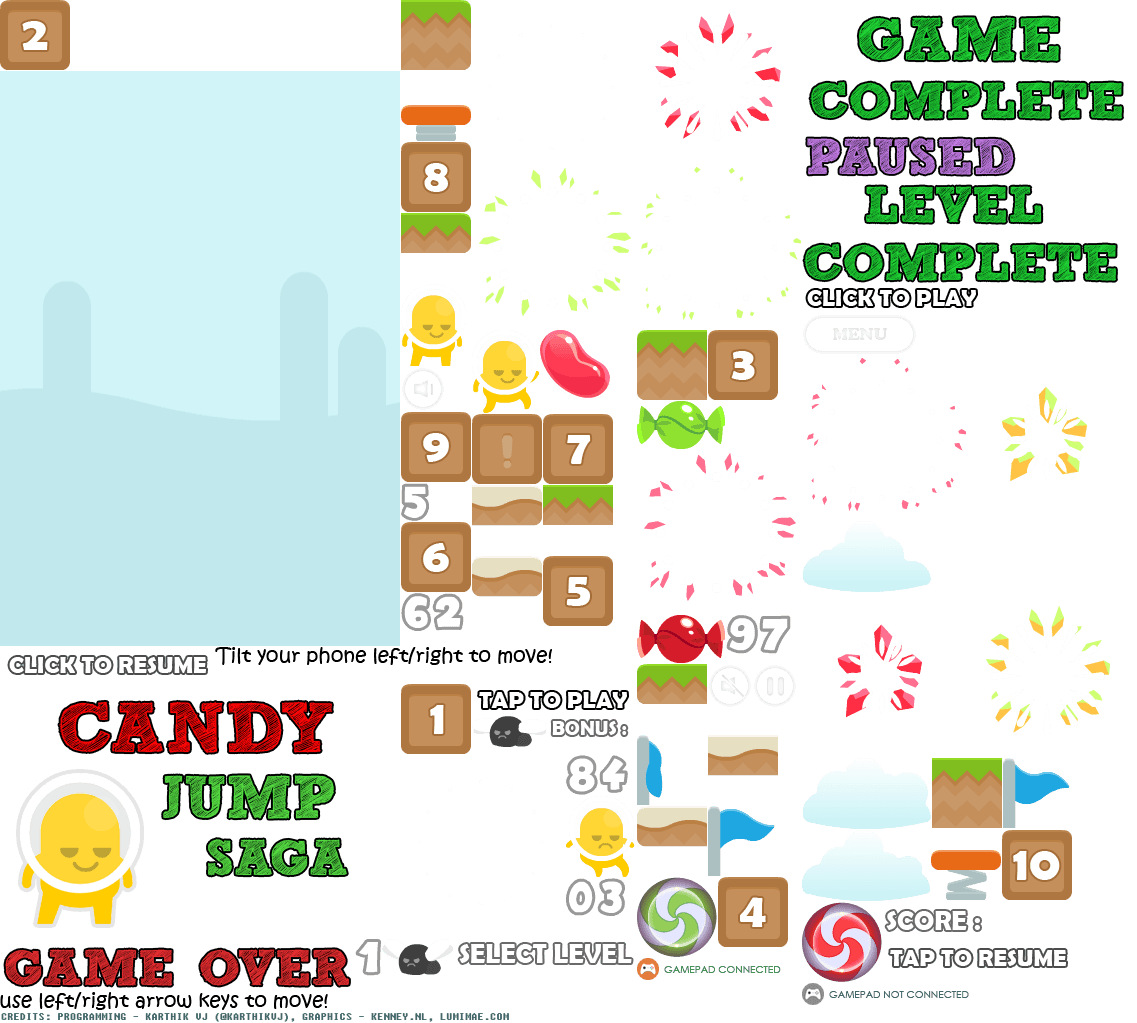 2
GAME
COMPLETE
PAUSED
LEVEL
COMPLETE
CLICK TO PLAY
MENU
8
3
9
!
7
5
6
5
62
97
CLICK TO RESUME
Tilt your phone left/right to move!
CANDY
JUMP
SAGA
1
TAP TO PLAY
BONUS:
84
03
4
10
SCORE :
TAP TO RESUME
GAME OVER
1
SELECT LEVEL
GAMEPAD CONNECTED
GAMEPAD NOT CONNECTED
use left/right arrow keys to move!
CREDITS: PROGRAMMING - KARTHIK VJ (@KARTHIKVJ), GRAPHICS - KENNEY.NL, LUMIMAE.COM